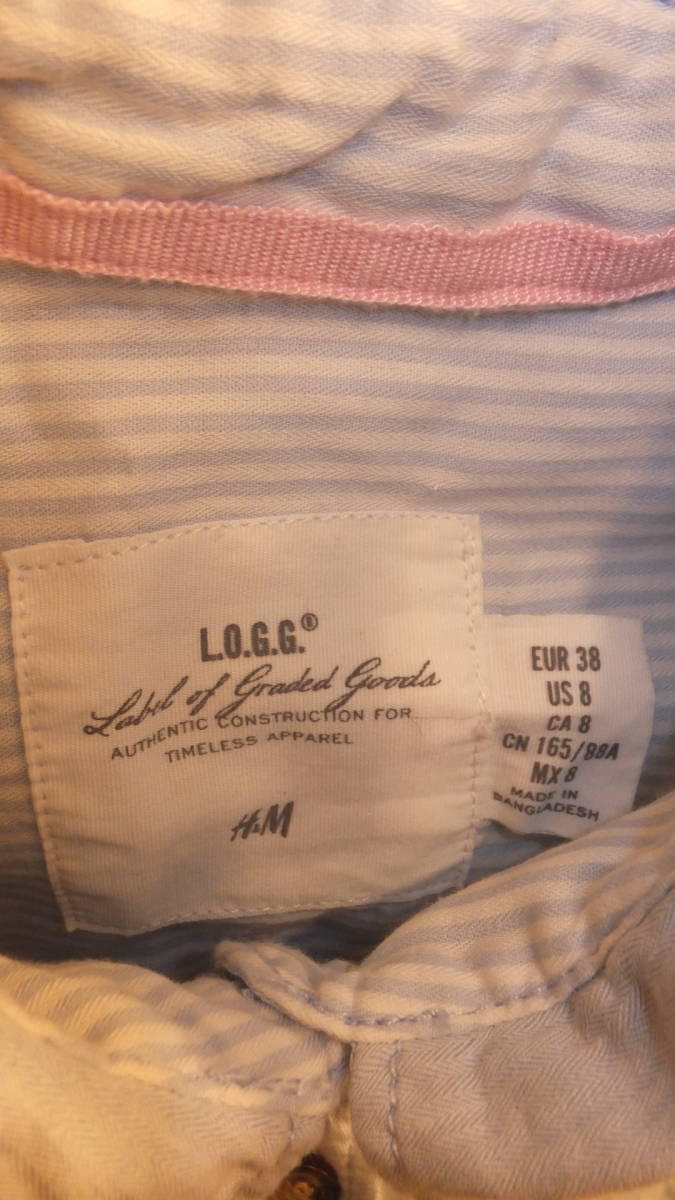 L.O.G.G.®
Label of Graded Goods
AUTHENTIC CONSTRUCTION FOR
TIMELESS APPAREL
H&M
EUR 38
US 8
CA 8
CN 165/88A
MX 8
MADE IN
BANGLADESH